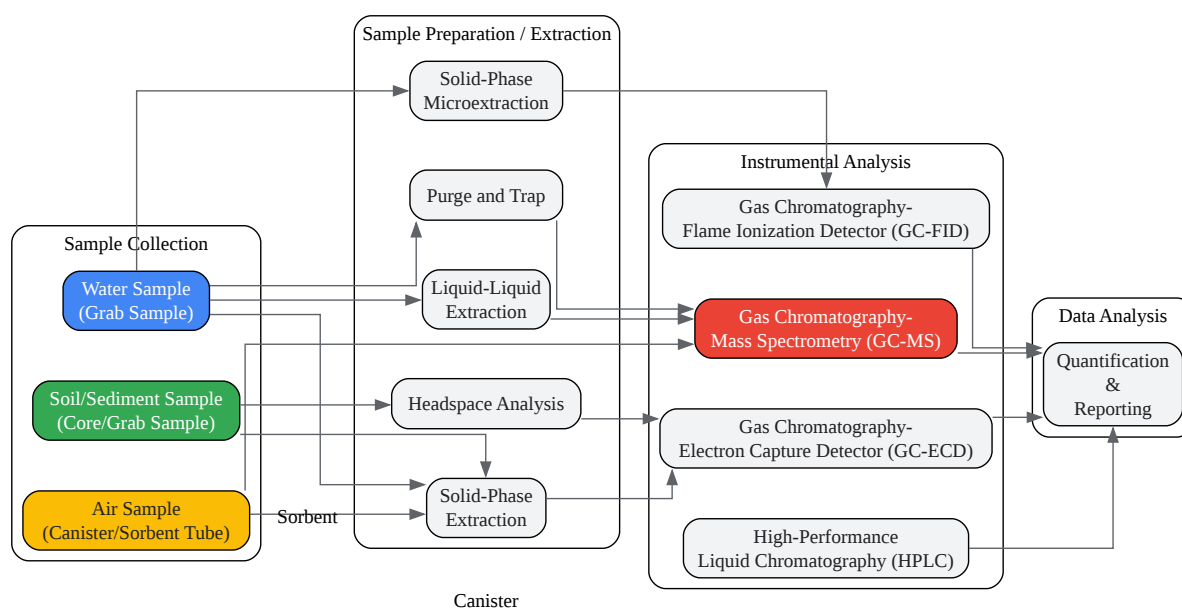 Sample Preparation / Extraction
Solid-Phase
Microextraction
Purge and Trap
Liquid-Liquid
Extraction
Headspace Analysis
Solid-Phase
Extraction
Sample Collection
Water Sample
(Grab Sample)
Soil/Sediment Sample
(Core/Grab Sample)
Air Sample
(Canister/Sorbent Tube)
Sorbent
Canister
Instrumental Analysis
Gas Chromatography-
Flame Ionization Detector (GC-FID)
Gas Chromatography-
Mass Spectrometry (GC-MS)
Gas Chromatography-
Electron Capture Detector (GC-ECD)
High-Performance
Liquid Chromatography (HPLC)
Data Analysis
Quantification
&
Reporting